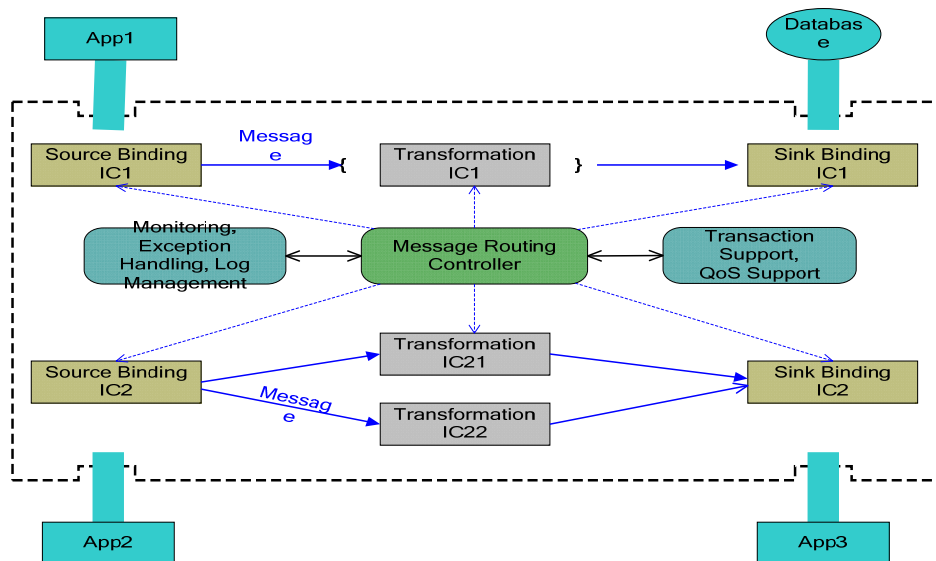 App1
Databas
e
Messag
e
Source Binding
IC1
{
Transformation
IC1
}
Sink Binding
IC1
Monitoring,
Exception
Handling, Log
Management
Message Routing
Controller
Transaction
Support,
QoS Support
Source Binding
IC2
Transformation
IC21
Sink Binding
IC2
Messag
e
Transformation
IC22
App2
App3